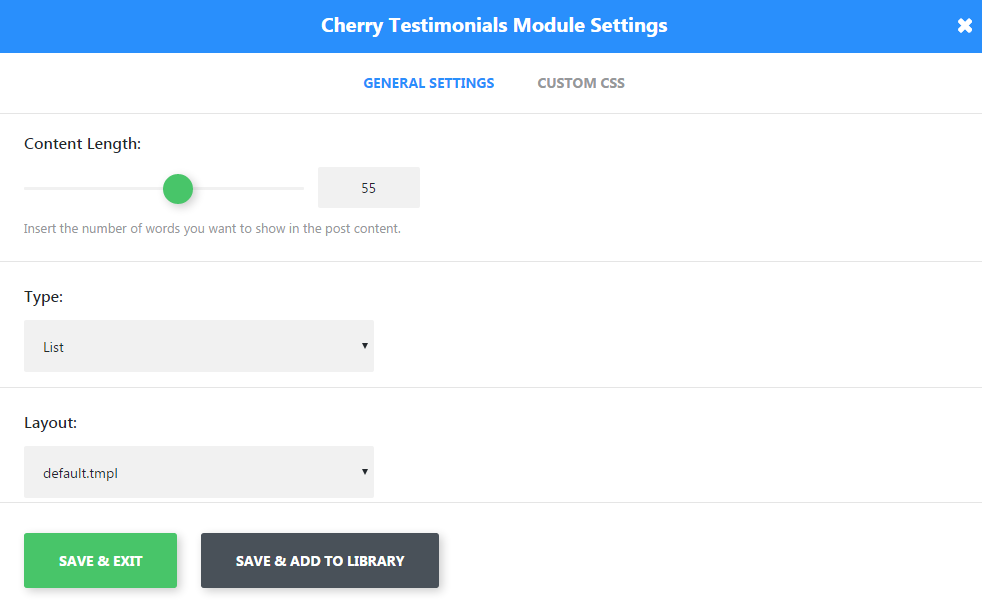 Cherry Testimonials Module Settings
GENERAL SETTINGS CUSTOM CSS
Content Length:
55
Insert the number of words you want to show in the post content.
Type:
List
Layout:
default.tmpl
SAVE & EXIT SAVE & ADD TO LIBRARY